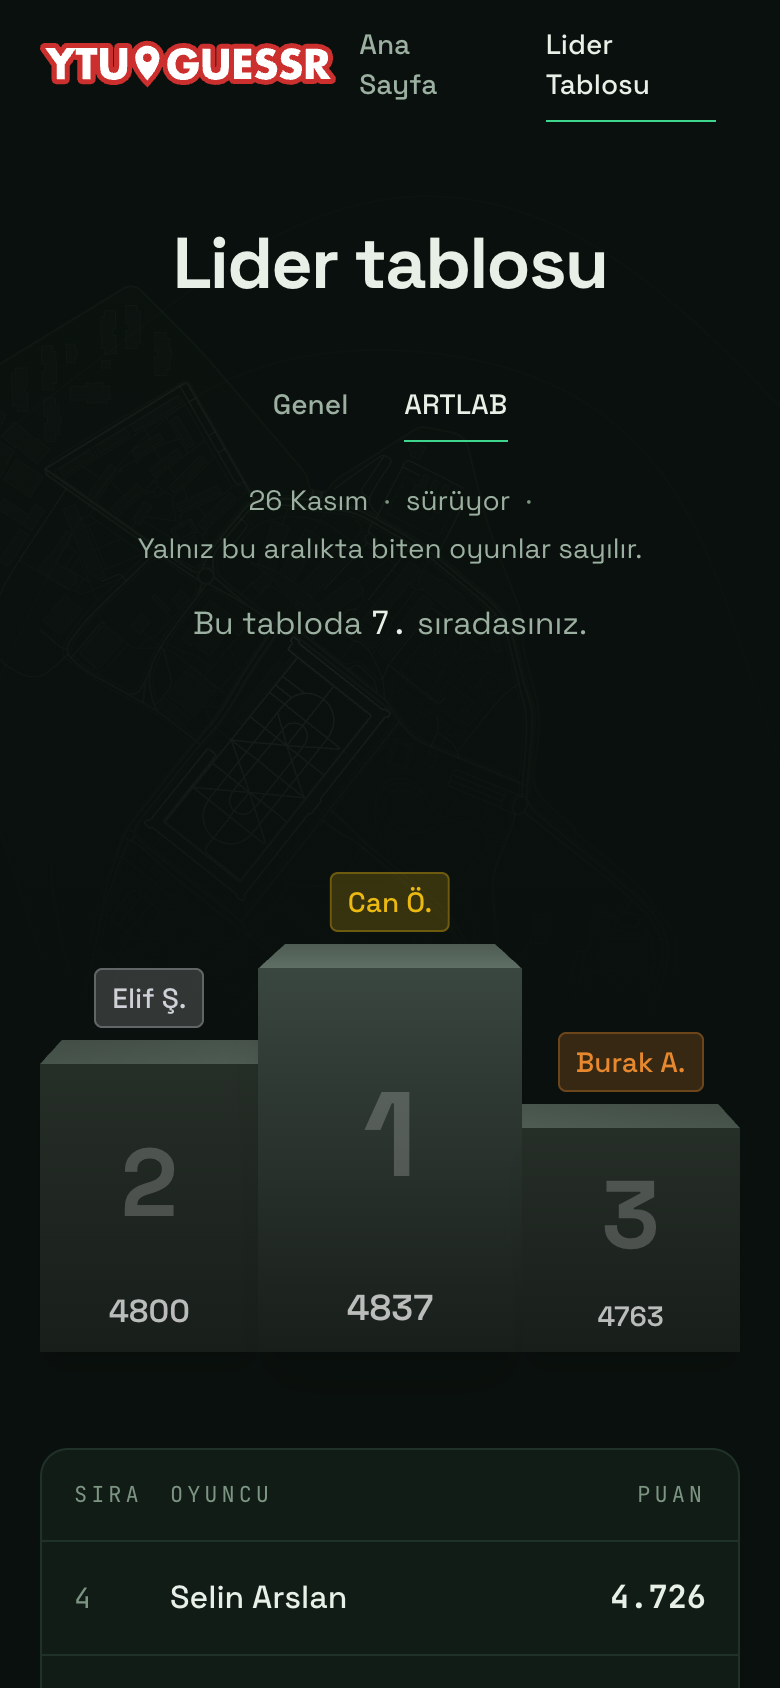 YTU GUESSR
Ana
Sayfa
Lider
Tablosu
Lider tablosu
Genel
ARTLAB
26 Kasım · sürüyor ·
Yalnız bu aralıkta biten oyunlar sayılır.
Bu tabloda 7. sıradasınız.
Can Ö.
Elif Ş.
Burak A.
1
2
3
4800
4837
4763
SIRA OYUNCU PUAN
4 Selin Arslan 4.726